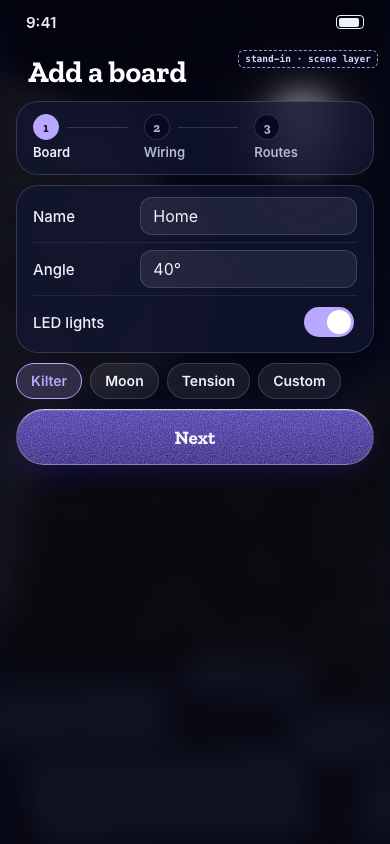 9:41
stand-in · scene layer
Add a board
1
2
3
Board
Wiring
Routes
Name
Home
Angle
40°
LED lights
Kilter
Moon
Tension
Custom
Next